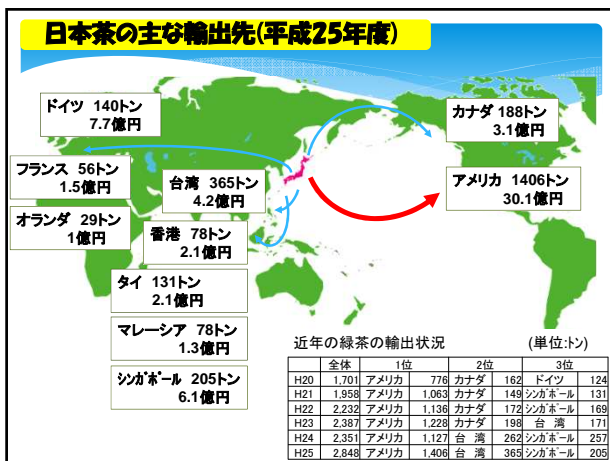 日本茶の主な輸出先(平成25年度)
ドイツ 140トン
7.7億円
カナダ 188トン
3.1億円
フランス 56トン
1.5億円
台湾 365トン
4.2億円
アメリカ 1406トン
30.1億円
オランダ 29トン
1億円
香港 78トン
2.1億円
タイ 131トン
2.1億円
マレーシア 78トン
1.3億円
シンガポール 205トン
6.1億円
近年の緑茶の輸出状況 (単位:トン)
全体 1位 2位 3位
H20 1,701 アメリカ 776 カナダ 162 ドイツ 124
H21 1,958 アメリカ 1,063 カナダ 149 シンガポール 131
H22 2,232 アメリカ 1,136 カナダ 172 シンガポール 169
H23 2,387 アメリカ 1,228 カナダ 198 台 湾 171
H24 2,351 アメリカ 1,127 台 湾 262 シンガポール 257
H25 2,848 アメリカ 1,406 台 湾 365 シンガポール 205